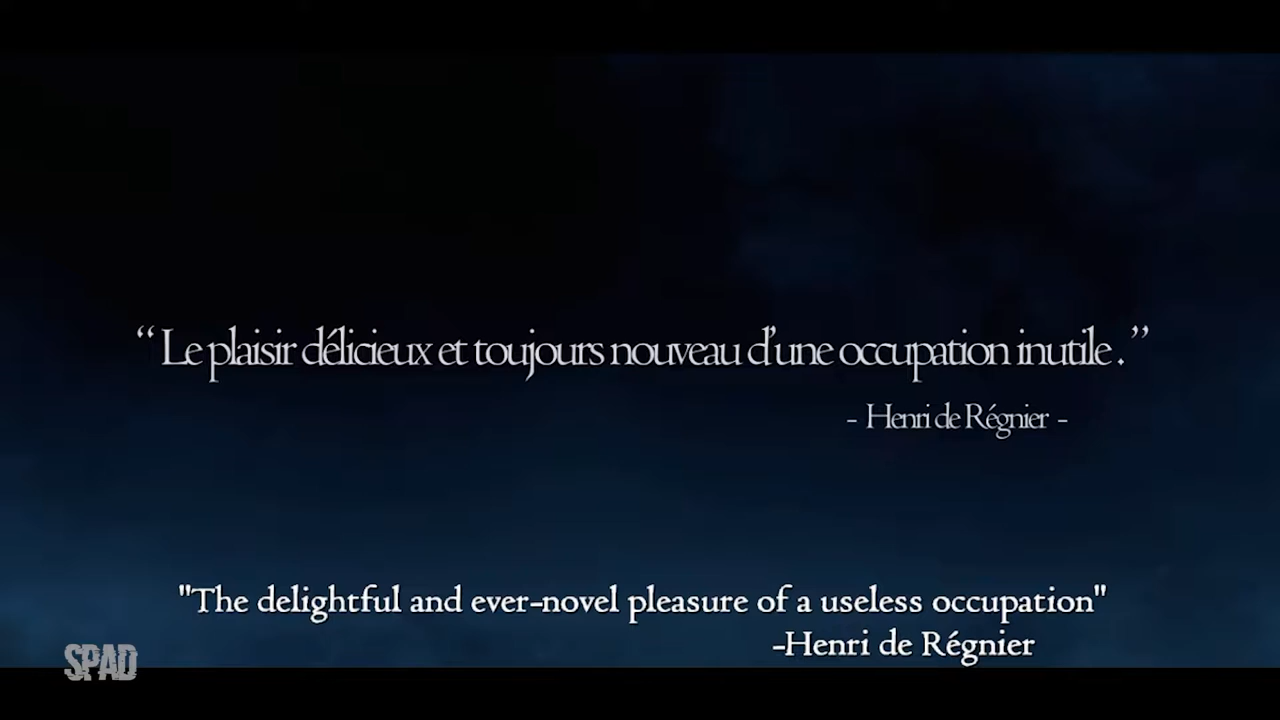 “ Le plaisir délicieux et toujours nouveau d’une occupation inutile . ”
- Henri de Régnier -
"The delightful and ever-novel pleasure of a useless occupation"
-Henri de Régnier
SPAD